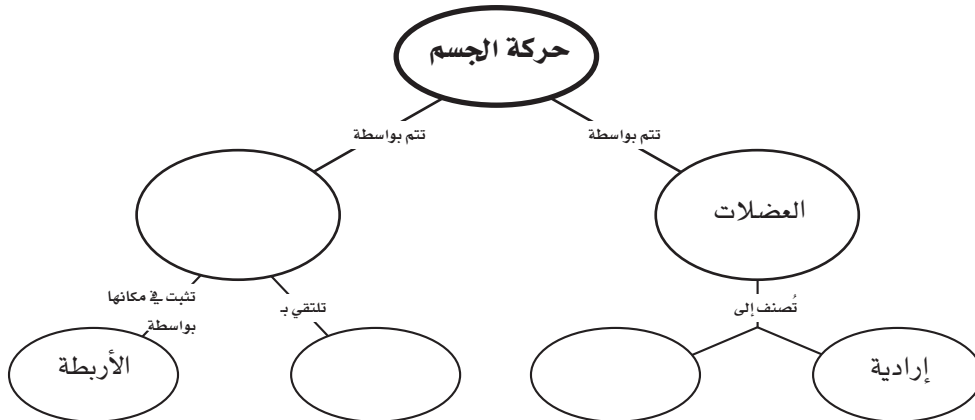 حركة الجسم
تتم بواسطة
تتم بواسطة
العضلات
تُصنف إلى
تلتقي بـ
تثبت في مكانها
بواسطة
إرادية
الأربطة